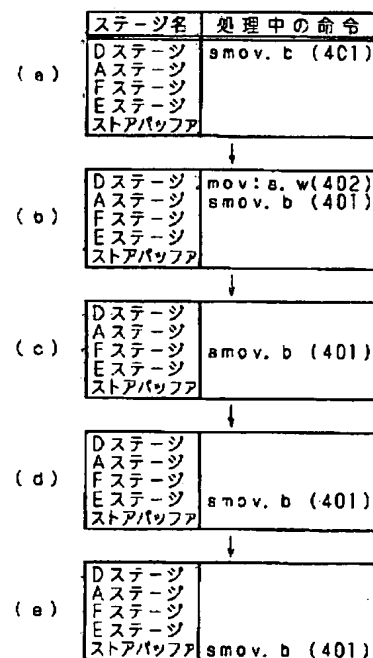 ステージ名 処理中の命令
(a)
Dステージ smov.b (401)
Aステージ
Fステージ
Eステージ
ストアバッファ
↓
(b)
Dステージ mov:s.w(402)
Aステージ smov.b (401)
Fステージ
Eステージ
ストアバッファ
↓
(c)
Dステージ
Aステージ
Fステージ smov.b (401)
Eステージ
ストアバッファ
↓
(d)
Dステージ
Aステージ
Fステージ
Eステージ smov.b (401)
ストアバッファ
↓
(e)
Dステージ
Aステージ
Fステージ
Eステージ
ストアバッファ smov.b (401)